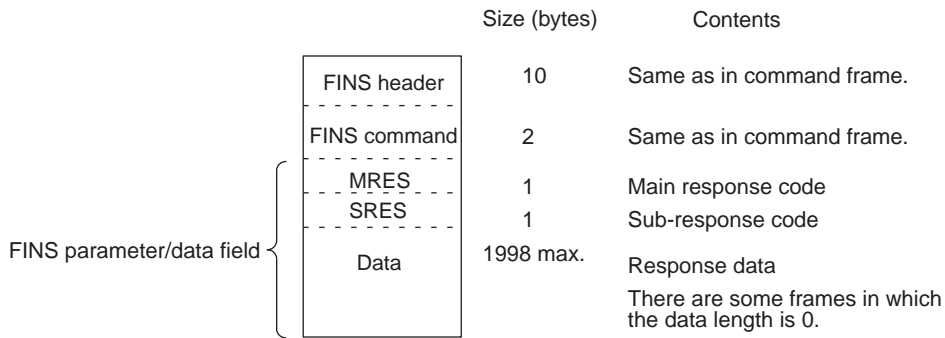 Size (bytes) Contents
FINS header 10 Same as in command frame.
FINS command 2 Same as in command frame.
MRES 1 Main response code
SRES 1 Sub-response code
FINS parameter/data field Data 1998 max. Response data
There are some frames in which
the data length is 0.